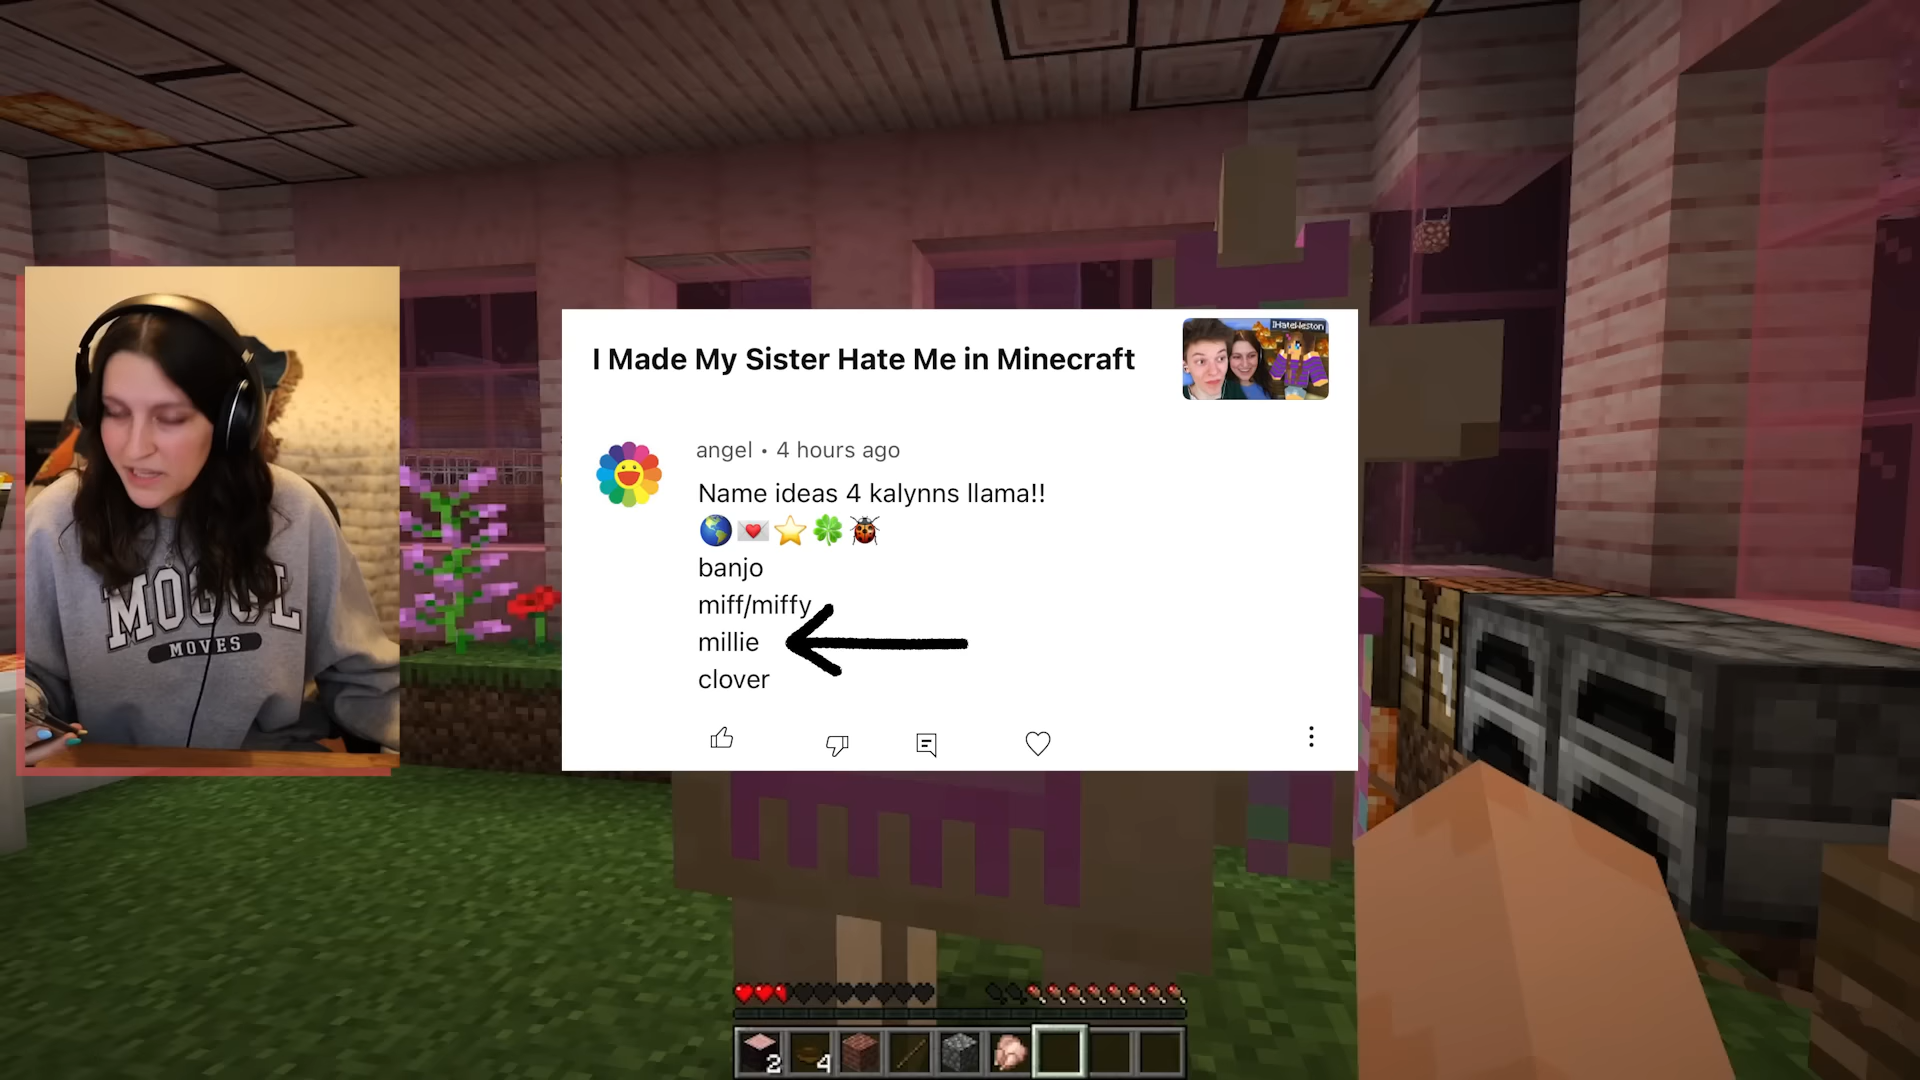 IHateWeston
I Made My Sister Hate Me in Minecraft
angel • 4 hours ago
Name ideas 4 kalynns llama!!
🌎💌⭐🍀🐞
banjo
miff/miffy
millie
clover
MOGUL
MOVES
2
4